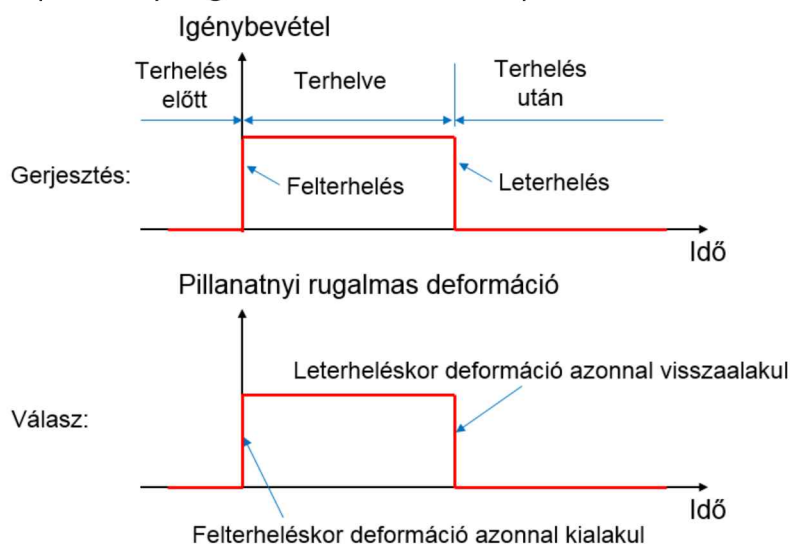 Igénybevétel
Terhelés
előtt
Terhelve
Terhelés
után
Gerjesztés:
Felterhelés
Leterhelés
Idő
Pillanatnyi rugalmas deformáció
Leterheléskor deformáció azonnal visszaalakul
Válasz:
Idő
Felterheléskor deformáció azonnal kialakul